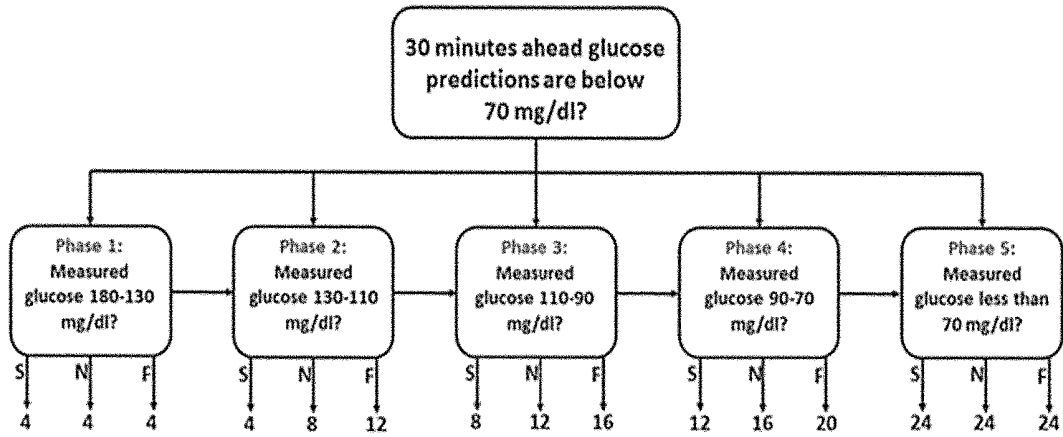 30 minutes ahead glucose
predictions are below
70 mg/dl?
Phase 1:
Measured
glucose 180-130
mg/dl?
Phase 2:
Measured
glucose 130-110
mg/dl?
Phase 3:
Measured
glucose 110-90
mg/dl?
Phase 4:
Measured
glucose 90-70
mg/dl?
Phase 5:
Measured
glucose less than
70 mg/dl?
S N F
S N F
S N F
S N F
S N F
4 4 4
4 8 12
8 12 16
12 16 20
24 24 24